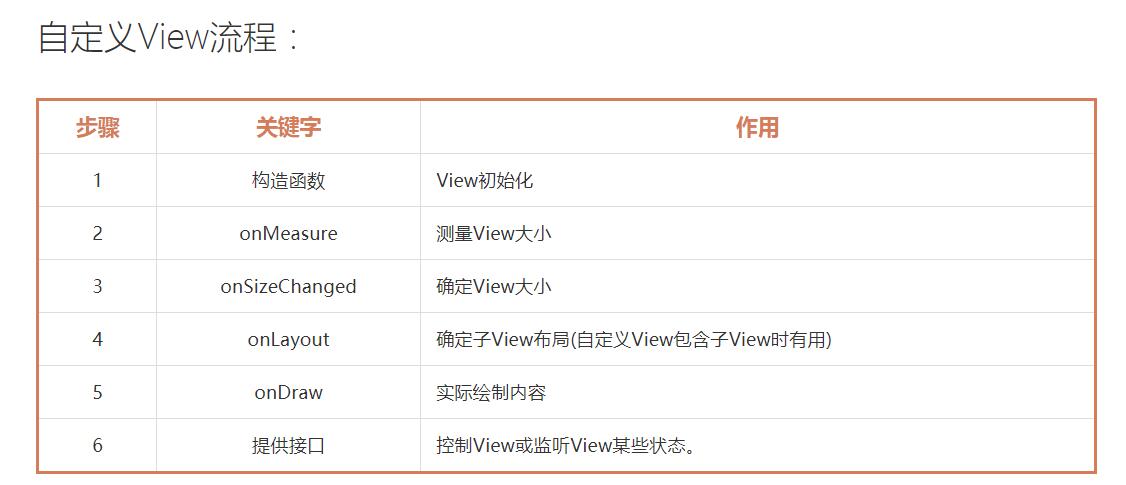 自定义View流程：
步骤 关键字 作用
1 构造函数 View初始化
2 onMeasure 测量View大小
3 onSizeChanged 确定View大小
4 onLayout 确定子View布局(自定义View包含子View时有用)
5 onDraw 实际绘制内容
6 提供接口 控制View或监听View某些状态。